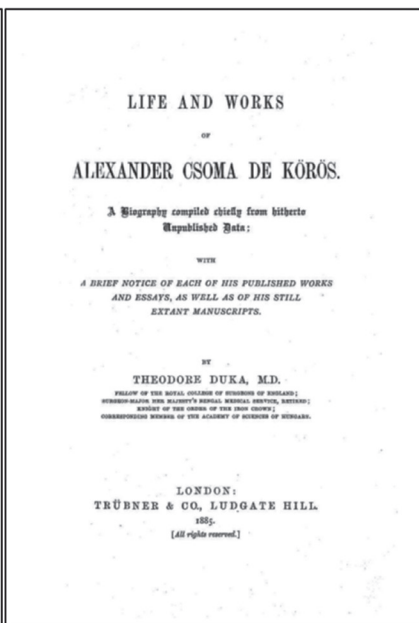 LIFE AND WORKS
OF
ALEXANDER CSOMA DE KÖRÖS.
A Biography compiled chiefly from hitherto
Unpublished Data;
WITH
A BRIEF NOTICE OF EACH OF HIS PUBLISHED WORKS
AND ESSAYS, AS WELL AS OF HIS STILL
EXTANT MANUSCRIPTS.
BY
THEODORE DUKA, M.D.
FELLOW OF THE ROYAL COLLEGE OF SURGEONS OF ENGLAND;
SURGEON-MAJOR HER MAJESTY'S BENGAL MEDICAL SERVICE, RETIRED;
KNIGHT OF THE ORDER OF THE IRON CROWN;
CORRESPONDING MEMBER OF THE ACADEMY OF SCIENCES OF HUNGARY.
LONDON:
TRÜBNER & CO., LUDGATE HILL.
1885.
[All rights reserved.]